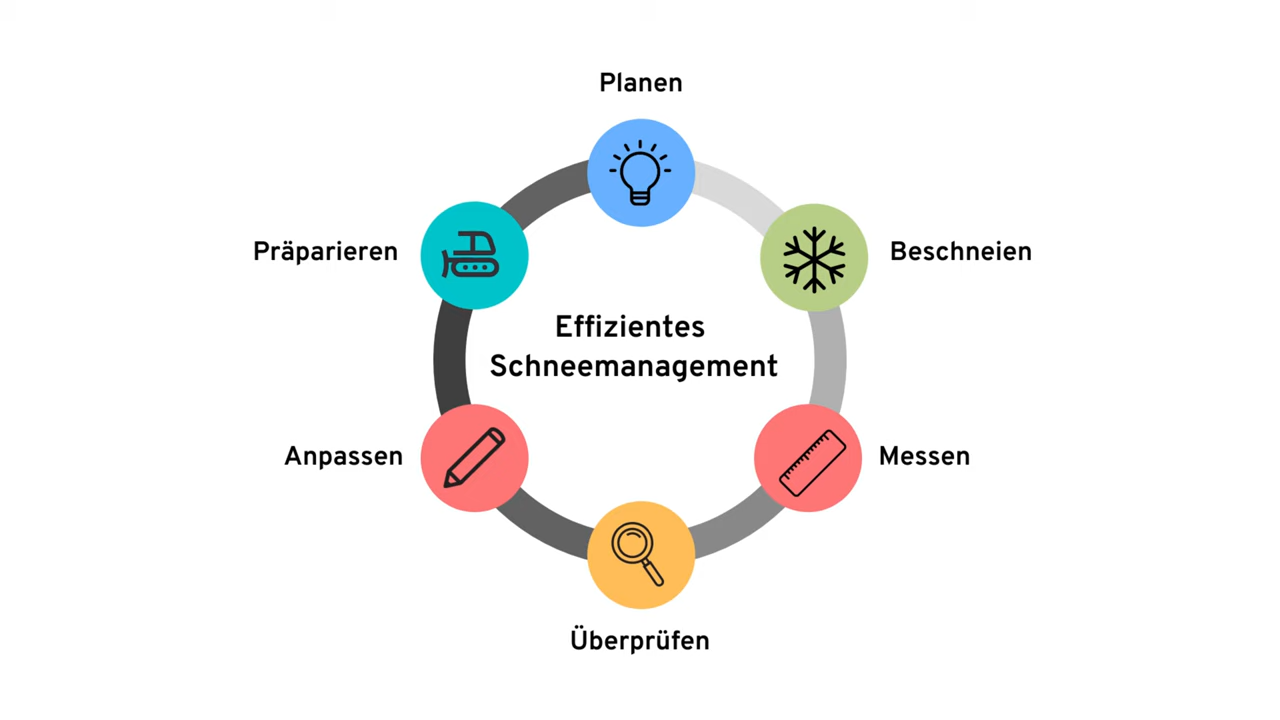 Planen
Präparieren
Beschneien
Effizientes
Schneemanagement
Anpassen
Messen
Überprüfen